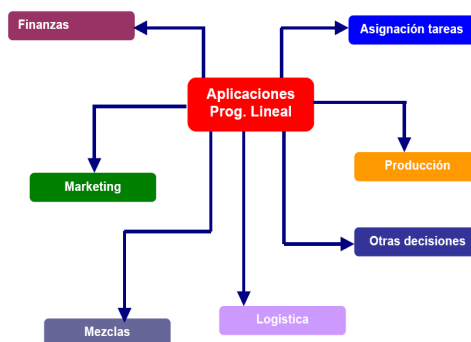 Finanzas
Asignación tareas
Aplicaciones
Prog. Lineal
Producción
Marketing
Otras decisiones
Logística
Mezclas